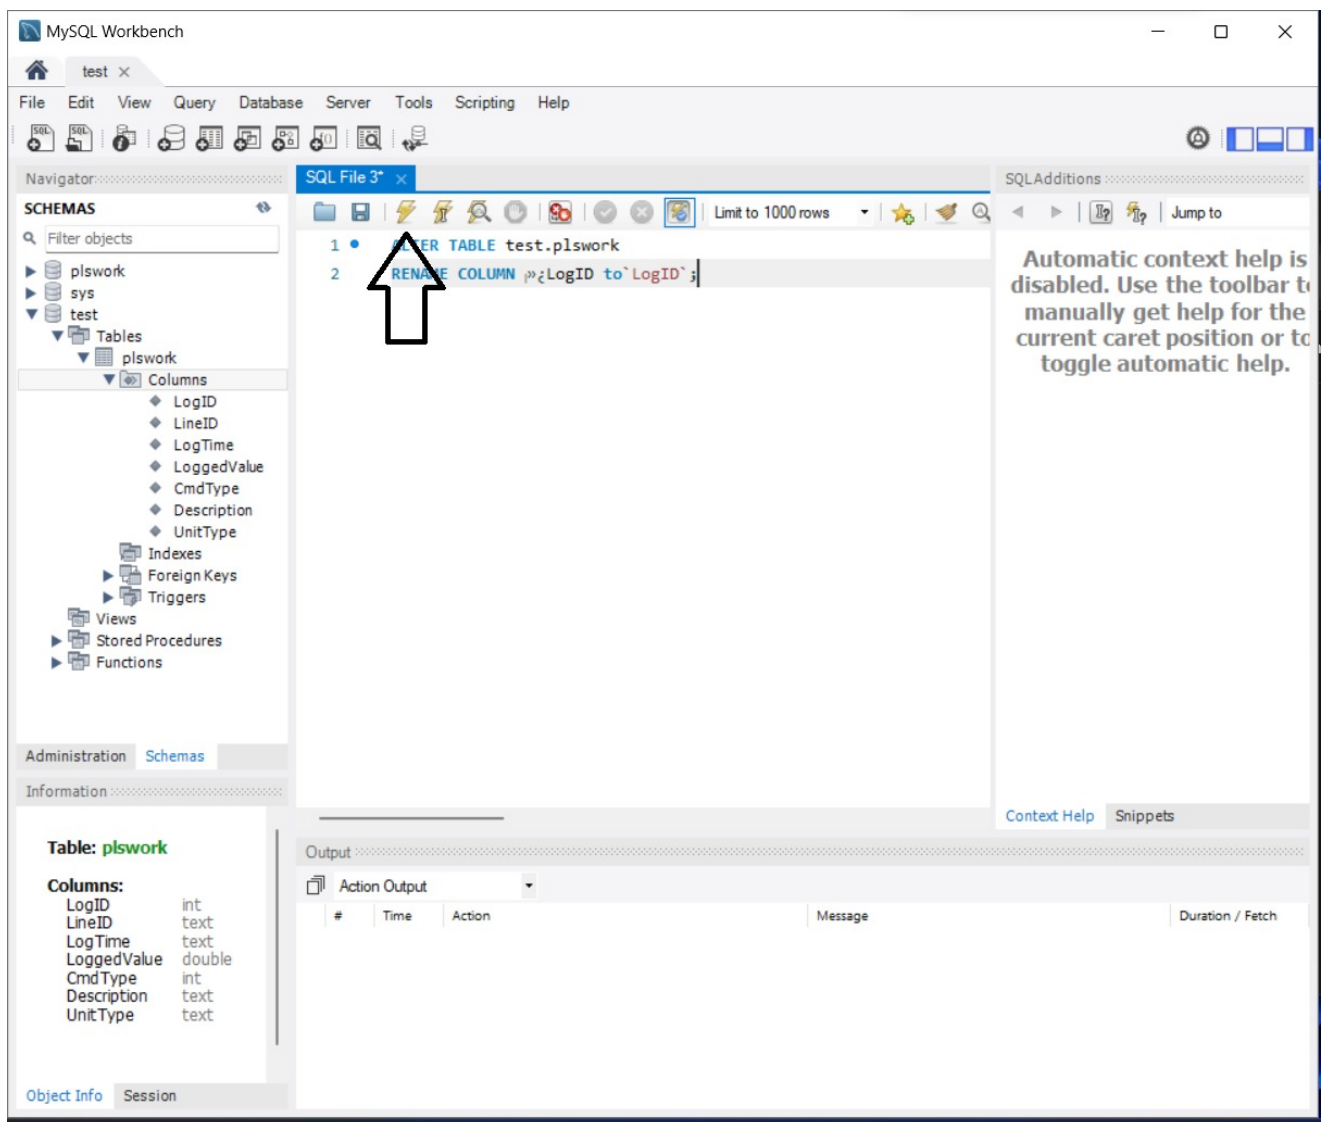 MySQL Workbench
test
File Edit View Query Database Server Tools Scripting Help
Navigator
SCHEMAS
Filter objects
plswork
sys
test
Tables
plswork
Columns
LogID
LineID
LogTime
LoggedValue
CmdType
Description
UnitType
Indexes
Foreign Keys
Triggers
Views
Stored Procedures
Functions
Administration Schemas
Information
Table: plswork
Columns:
LogID int
LineID text
LogTime text
LoggedValue double
CmdType int
Description text
UnitType text
Object Info Session
SQL File 3*
Limit to 1000 rows
1 ALTER TABLE test.plswork
2 RENAME COLUMN ï»¿LogID to`LogID`;
Output
Action Output
# Time Action Message Duration / Fetch
SQLAdditions
Jump to
Automatic context help is
disabled. Use the toolbar to
manually get help for the
current caret position or to
toggle automatic help.
Context Help Snippets